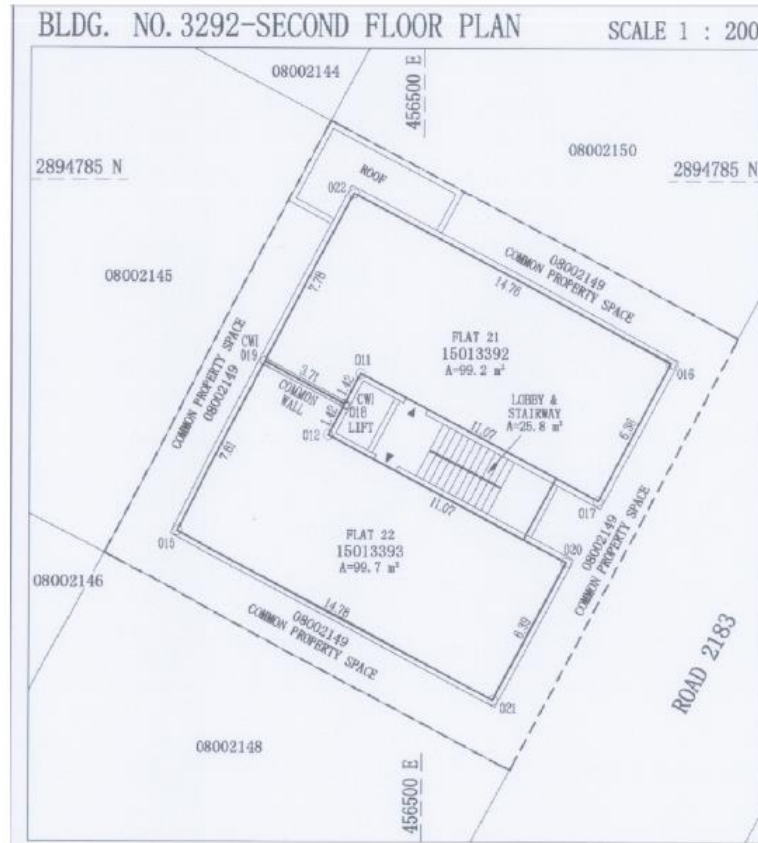 BLDG. NO. 3292-SECOND FLOOR PLAN
SCALE 1 : 200
08002144
456500 E
08002150
2894785 N
2894785 N
ROOF
022
08002145
08002149
COMMON PROPERTY SPACE
7.78
14.76
FLAT 21
15013392
A=99.2 m²
CWI
019
011
016
3.71
1.42
COMMON
WALL
CWI
018
LIFT
LOBBY &
STAIRWAY
A=25.8 m²
COMMON PROPERTY SPACE
08002149
6.36
11.07
1.42
012
7.61
11.07
017
015
FLAT 22
15013393
A=99.7 m²
020
08002149
COMMON PROPERTY SPACE
08002146
14.78
6.39
08002149
COMMON PROPERTY SPACE
021
ROAD 2183
08002148
456500 E